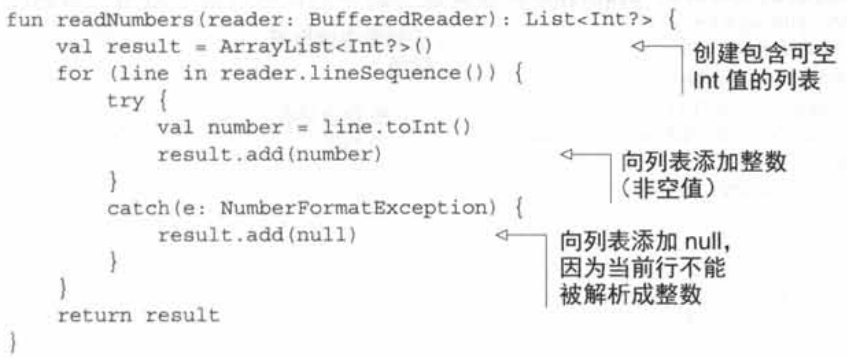 fun readNumbers(reader: BufferedReader): List<Int?> {
    val result = ArrayList<Int?>()
创建包含可空
Int 值的列表
    for (line in reader.lineSequence()) {
        try {
            val number = line.toInt()
            result.add(number)
向列表添加整数
（非空值）
        }
        catch(e: NumberFormatException) {
            result.add(null)
向列表添加 null，
因为当前行不能
被解析成整数
        }
    }
    return result
}